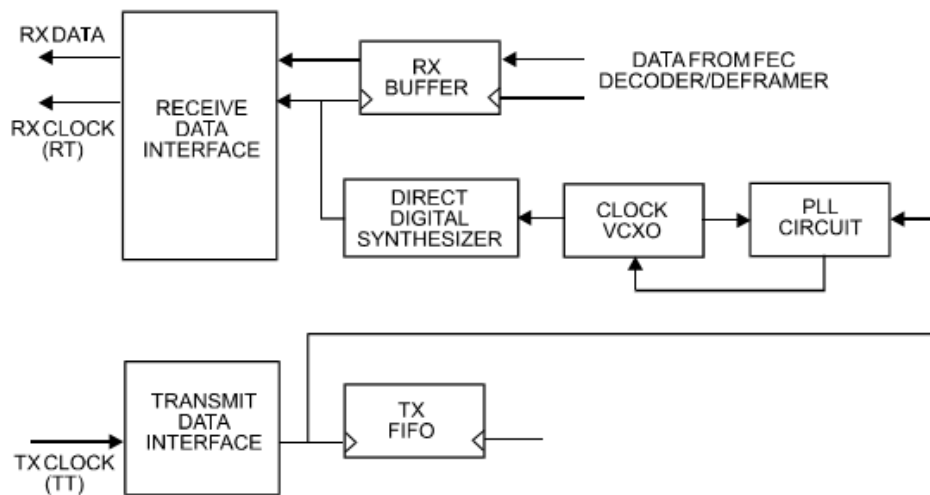 RX DATA
RX CLOCK
(RT)
RECEIVE
DATA
INTERFACE
RX
BUFFER
DATA FROM FEC
DECODER/DEFRAMER
DIRECT
DIGITAL
SYNTHESIZER
CLOCK
VCXO
PLL
CIRCUIT
TRANSMIT
DATA
INTERFACE
TX
FIFO
TX CLOCK
(TT)